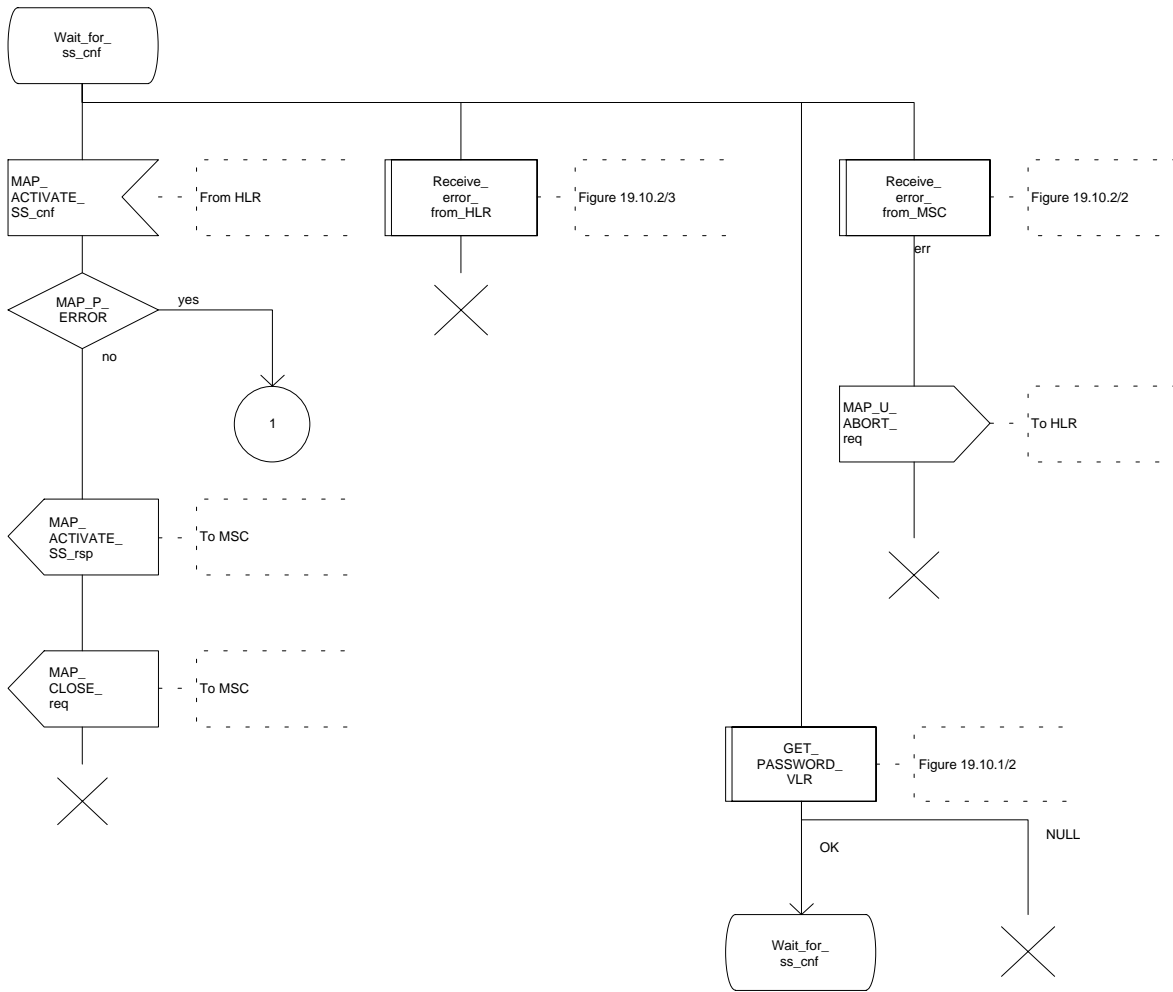 Wait_for_
ss_cnf
MAP_
ACTIVATE_
SS_cnf
From HLR
Receive_
error_
from_HLR
Figure 19.10.2/3
Receive_
error_
from_MSC
Figure 19.10.2/2
err
MAP_P_
ERROR
yes
no
1
MAP_U_
ABORT_
req
To HLR
MAP_
ACTIVATE_
SS_rsp
To MSC
MAP_
CLOSE_
req
To MSC
GET_
PASSWORD_
VLR
Figure 19.10.1/2
OK
NULL
Wait_for_
ss_cnf